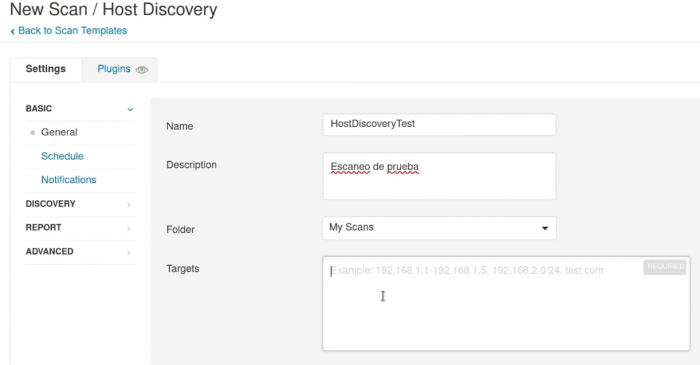 New Scan / Host Discovery
‹ Back to Scan Templates
Settings
Plugins
BASIC
General
Schedule
Notifications
DISCOVERY
REPORT
ADVANCED
Name
HostDiscoveryTest
Description
Escaneo de prueba
Folder
My Scans
Targets
Example: 192.168.1.1-192.168.1.5, 192.168.2.0/24, test.com
REQUIRED